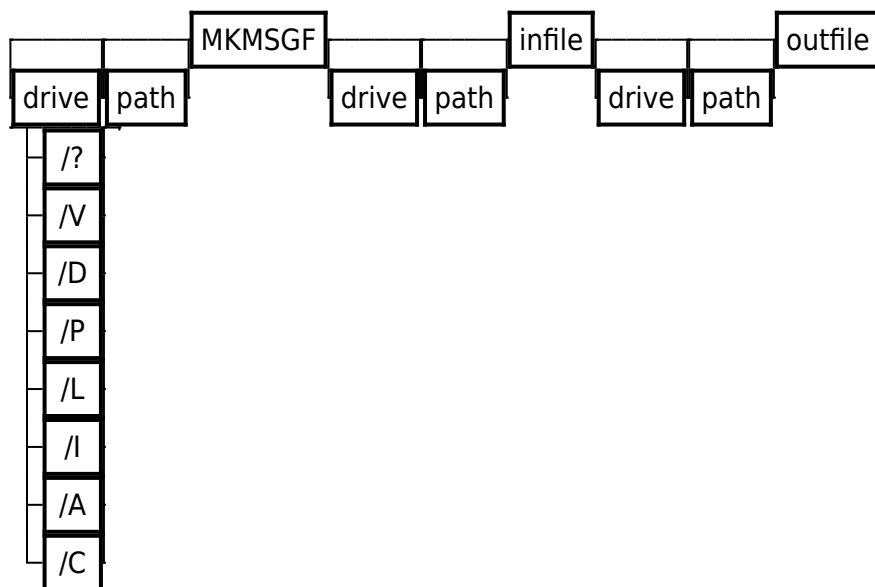 MKMSGF infile outfile
drive path drive path drive path
/?
/V
/D
/P
/L
/I
/A
/C